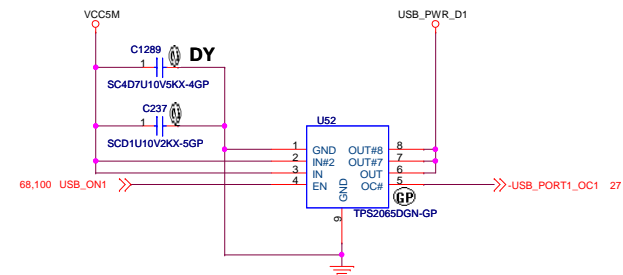 VCC5M
USB_PWR_D1
C1289
DY
1
SC4D7U10V5KX-4GP
C237
1
SCD1U10V2KX-5GP
U52
1 GND OUT#8 8
2 IN#2 OUT#7 7
3 IN OUT 6
4 EN OC# 5
GND
9
GP
TPS2065DGN-GP
68,100 USB_ON1
-USB_PORT1_OC1 27